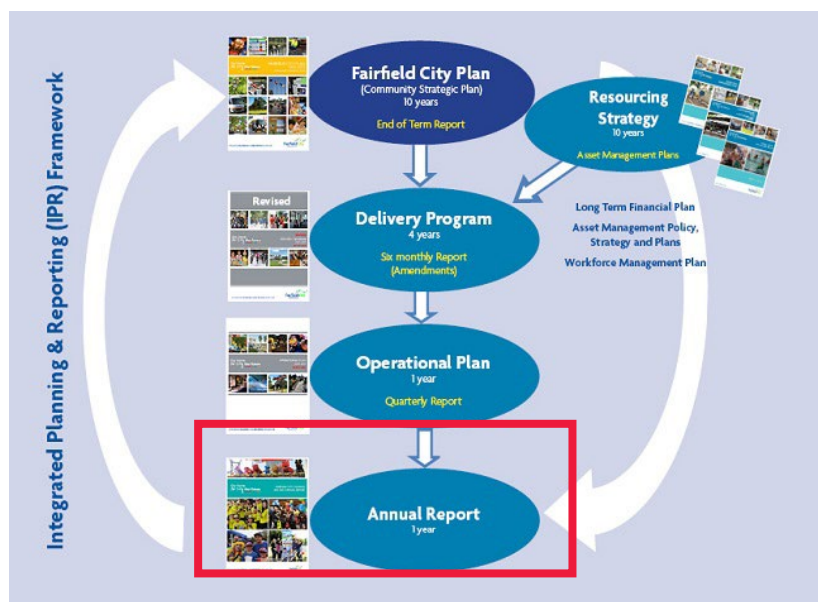 Integrated Planning & Reporting (IPR) Framework
Fairfield City Plan
(Community Strategic Plan)
10 years
End of Term Report
Resourcing
Strategy
10 years
Asset Management Plans
Revised
Delivery Program
4 years
Six monthly Report
(Amendments)
Long Term Financial Plan
Asset Management Policy,
Strategy and Plans
Workforce Management Plan
Operational Plan
1 year
Quarterly Report
Annual Report
1 year